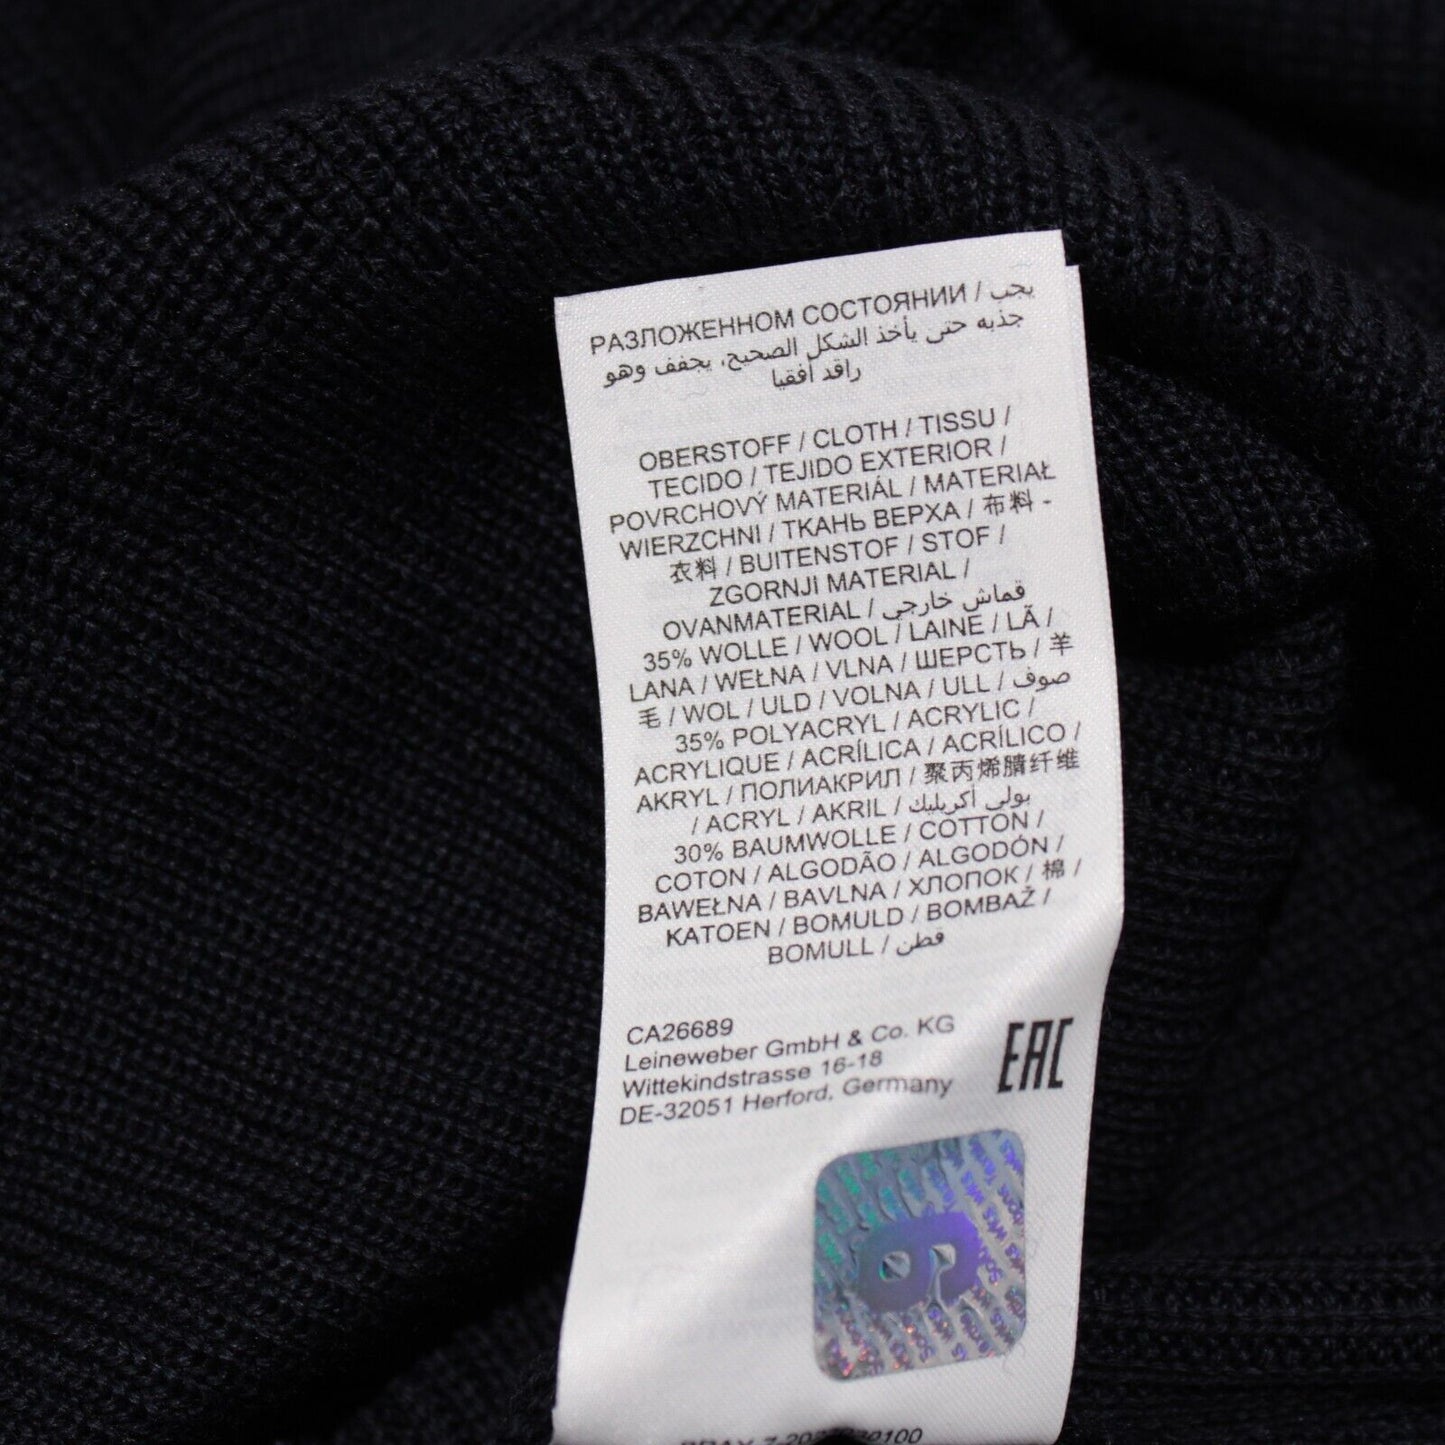 РАЗЛОЖЕННОМ СОСТОЯНИИ / يجب
جذبه حتى يأخذ الشكل الصحيح، يجفف وهو
راقد أفقيا
OBERSTOFF / CLOTH / TISSU /
TECIDO / TEJIDO EXTERIOR /
POVRCHOVÝ MATERIÁL / MATERIAŁ
WIERZCHNI / ТКАНЬ ВЕРХА / 布料 -
衣料 / BUITENSTOF / STOF /
ZGORNJI MATERIAL /
OVANMATERIAL / قماش خارجي
35% WOLLE / WOOL / LAINE / LÃ /
LANA / WEŁNA / VLNA / ШЕРСТЬ / 羊
毛 / WOL / ULD / VOLNA / ULL / صوف
35% POLYACRYL / ACRYLIC /
ACRYLIQUE / ACRÍLICA / ACRÍLICO /
AKRYL / ПОЛИАКРИЛ / 聚丙烯腈纤维
/ ACRYL / AKRIL / بولي أكريليك
30% BAUMWOLLE / COTTON /
COTON / ALGODÃO / ALGODÓN /
BAWEŁNA / BAVLNA / ХЛОПОК / 棉 /
KATOEN / BOMULD / BOMBAŽ /
BOMULL / قطن
CA26689
Leineweber GmbH & Co. KG
Wittekindstrasse 16-18
DE-32051 Herford, Germany
EAC